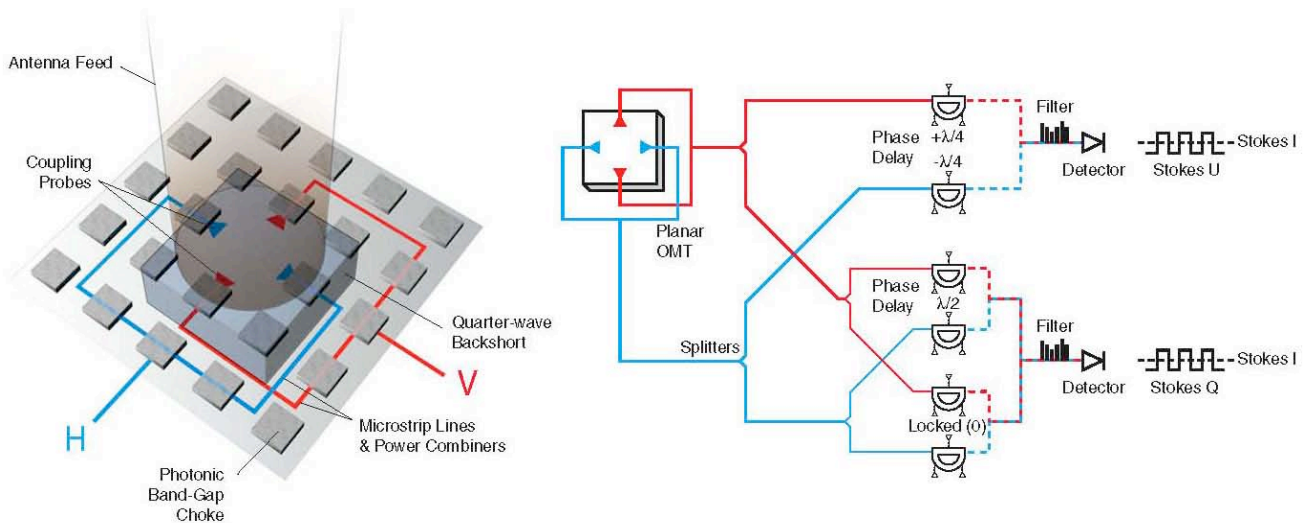 Antenna Feed
Coupling
Probes
Quarter-wave
Backshort
V
H
Microstrip Lines
& Power Combiners
Photonic
Band-Gap
Choke
Planar
OMT
Splitters
Phase
Delay
+λ/4
-λ/4
Filter
Detector
Stokes I
Stokes U
Phase
Delay
λ/2
Locked (0)
Filter
Detector
Stokes I
Stokes Q